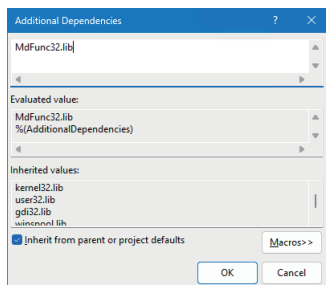 Additional Dependencies
MdFunc32.lib
Evaluated value:
MdFunc32.lib
%(AdditionalDependencies)
Inherited values:
kernel32.lib
user32.lib
gdi32.lib
winspool.lib
Inherit from parent or project defaults
Macros>>
OK
Cancel